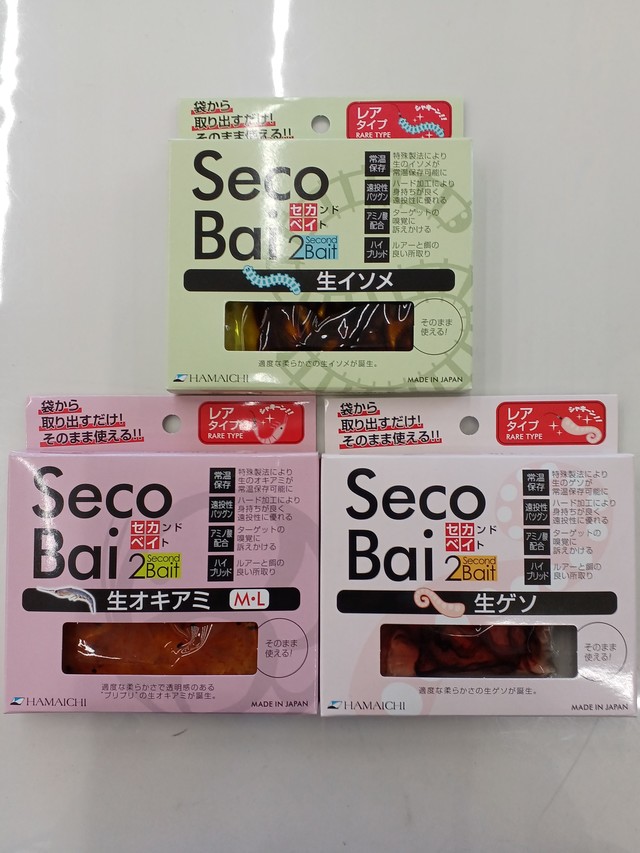 袋から
取り出すだけ!
そのまま使える!!
レア
タイプ
RARE TYPE
シャキーン!!
Seco
Bai
セカンド
ベイト
2 Second
Bait
常温
保存
特殊製法により
生のイソメが
常温保存可能に
遠投性
バツグン
ハード加工により
身持ちが良く
遠投性に優れる
アミノ酸
配合
ターゲットの
嗅覚に
訴えかける
ハイ
ブリッド
ルアーと餌の
良い所取り
生イソメ
そのまま
使える!
適度な柔らかさの生イソメが誕生。
HAMAICHI
MADE IN JAPAN
袋から
取り出すだけ!
そのまま使える!!
レア
タイプ
RARE TYPE
シャキーン!!
Seco
Bai
セカンド
ベイト
2 Second
Bait
常温
保存
特殊製法により
生のオキアミが
常温保存可能に
遠投性
バツグン
ハード加工により
身持ちが良く
遠投性に優れる
アミノ酸
配合
ターゲットの
嗅覚に
訴えかける
ハイ
ブリッド
ルアーと餌の
良い所取り
生オキアミ M・L
そのまま
使える!
適度な柔らかさで透明感のある
"プリプリ"の生オキアミが誕生。
HAMAICHI
MADE IN JAPAN
袋から
取り出すだけ!
そのまま使える!!
レア
タイプ
RARE TYPE
シャキーン!!
Seco
Bai
セカンド
ベイト
2 Second
Bait
常温
保存
特殊製法により
生のゲソが
常温保存可能に
遠投性
バツグン
ハード加工により
身持ちが良く
遠投性に優れる
アミノ酸
配合
ターゲットの
嗅覚に
訴えかける
ハイ
ブリッド
ルアーと餌の
良い所取り
生ゲソ
そのまま
使える!
適度な柔らかさの生ゲソが誕生。
HAMAICHI
MADE IN JAPAN